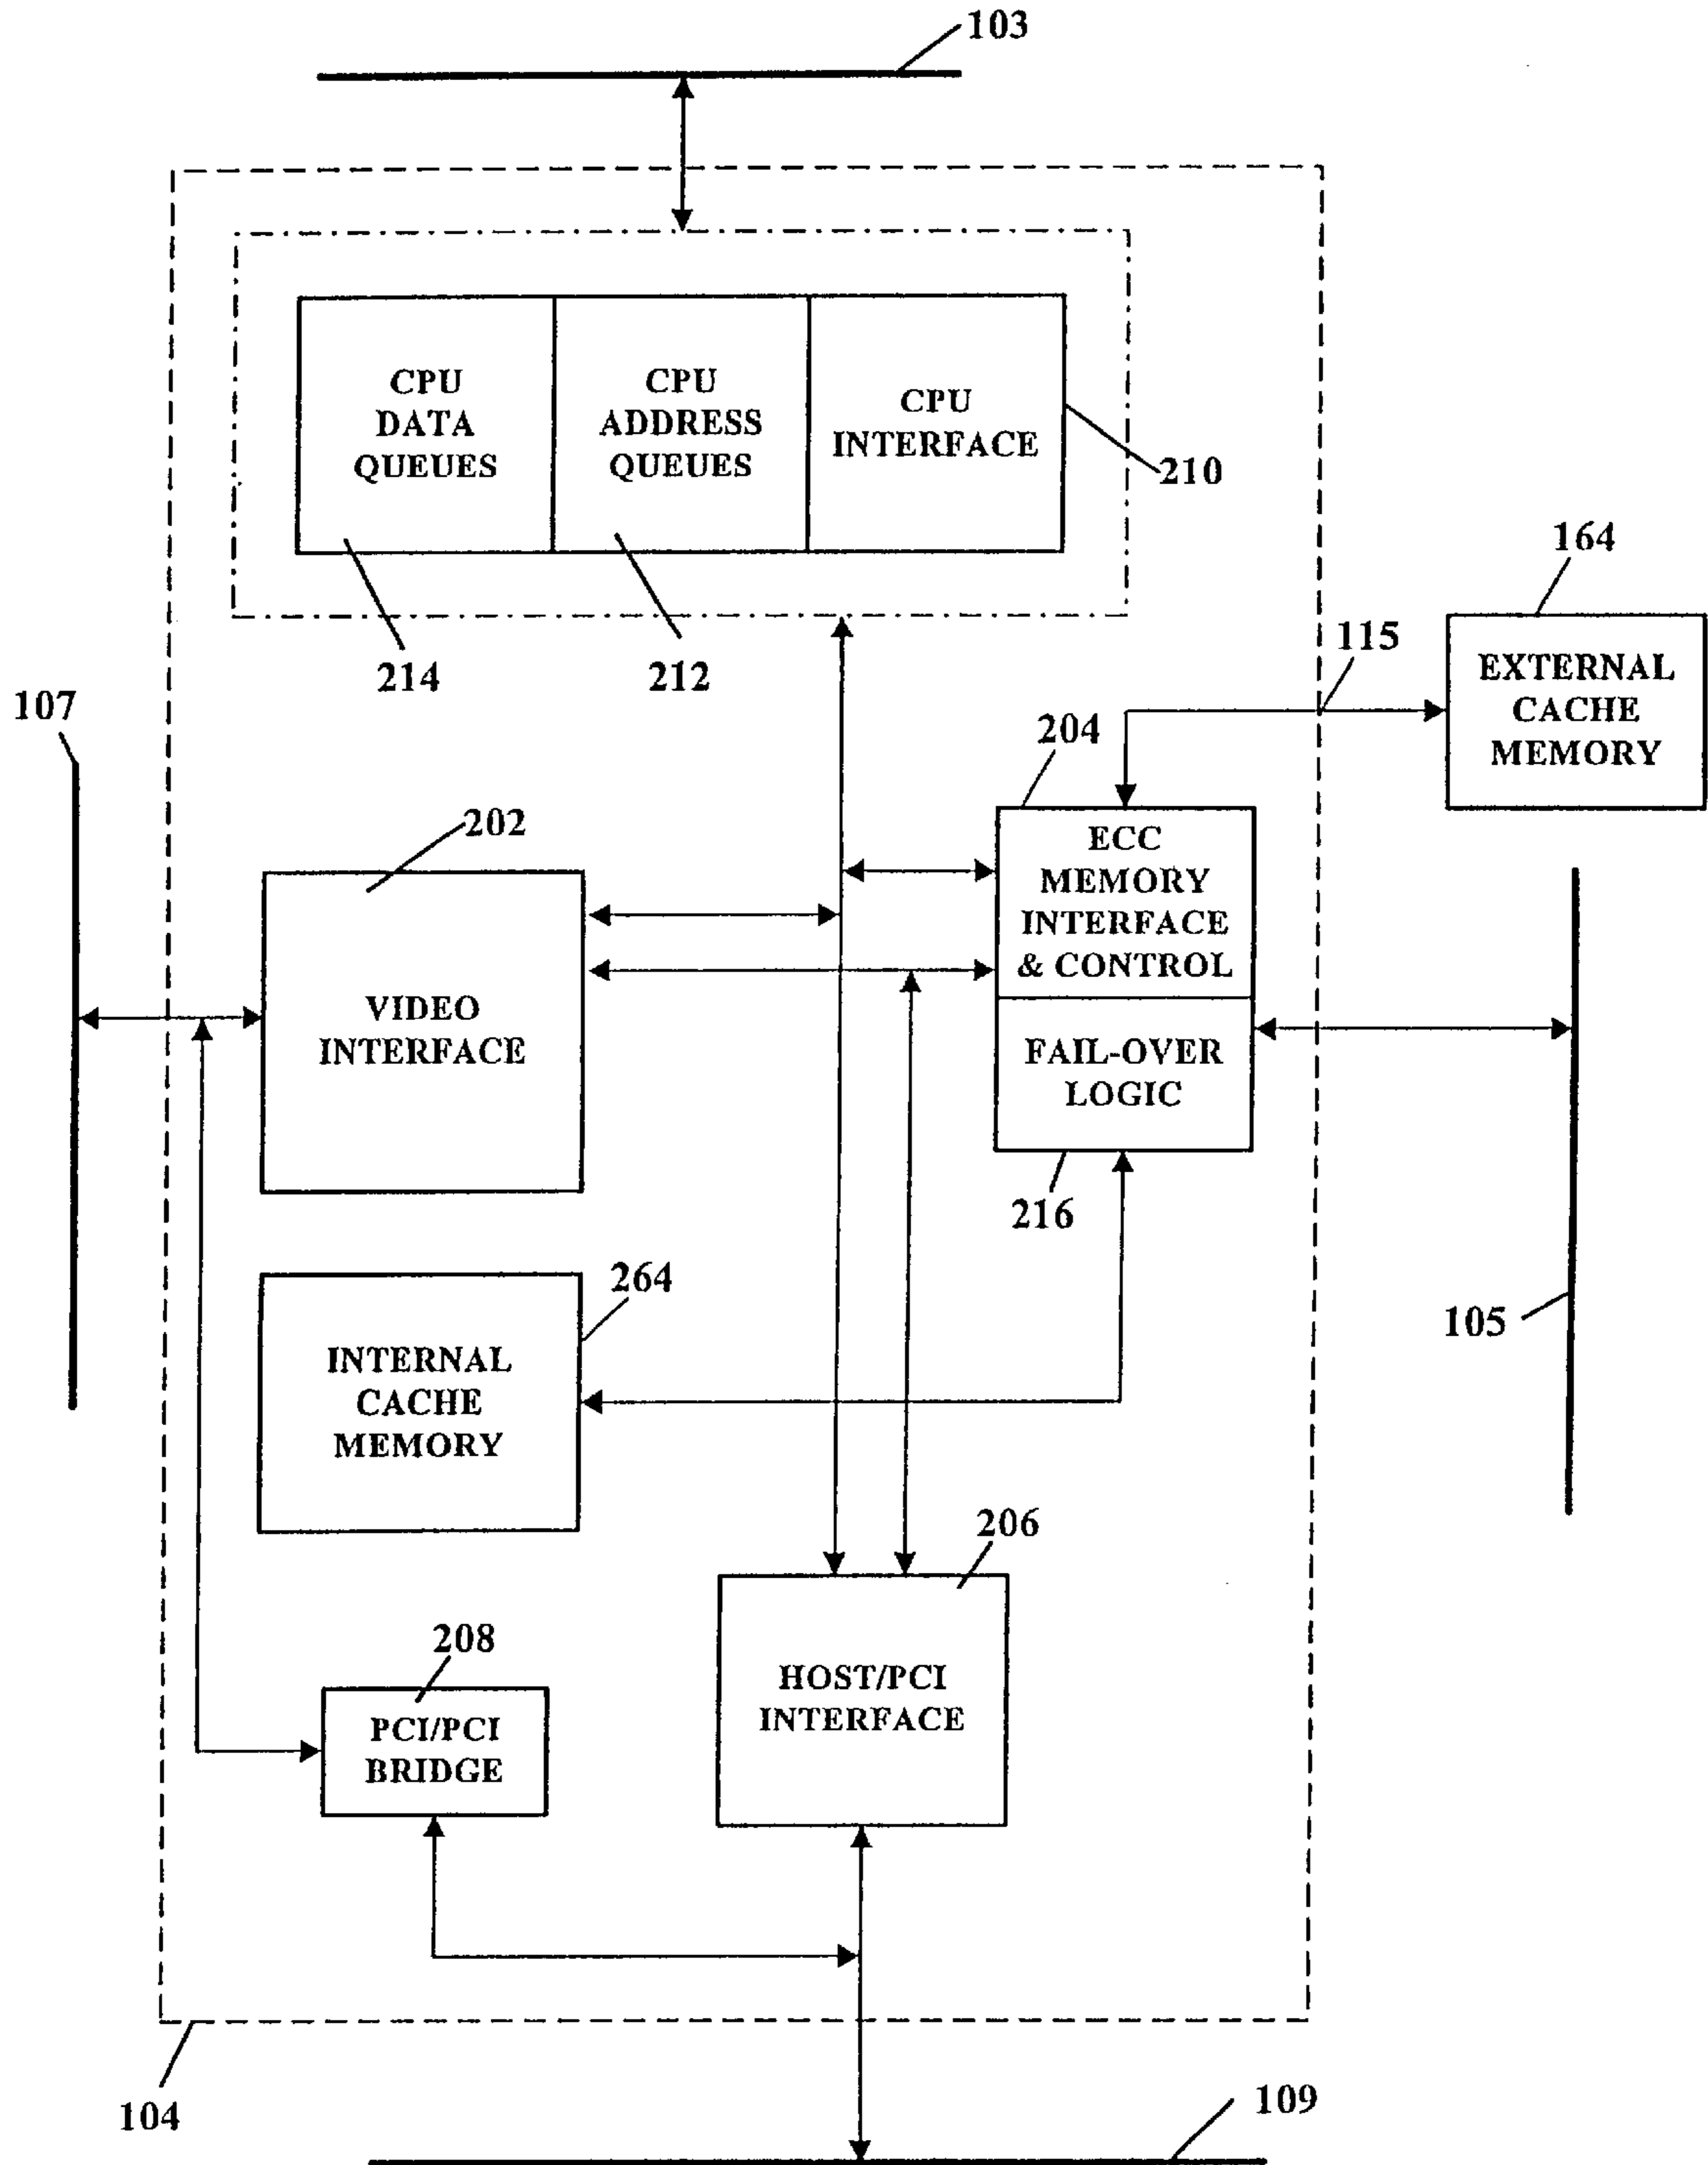 103
CPU
DATA
QUEUES
CPU
ADDRESS
QUEUES
CPU
INTERFACE
210
214
212
164
EXTERNAL
CACHE
MEMORY
115
107
204
ECC
MEMORY
INTERFACE
& CONTROL
FAIL-OVER
LOGIC
216
202
VIDEO
INTERFACE
105
264
INTERNAL
CACHE
MEMORY
206
HOST/PCI
INTERFACE
208
PCI/PCI
BRIDGE
104
109